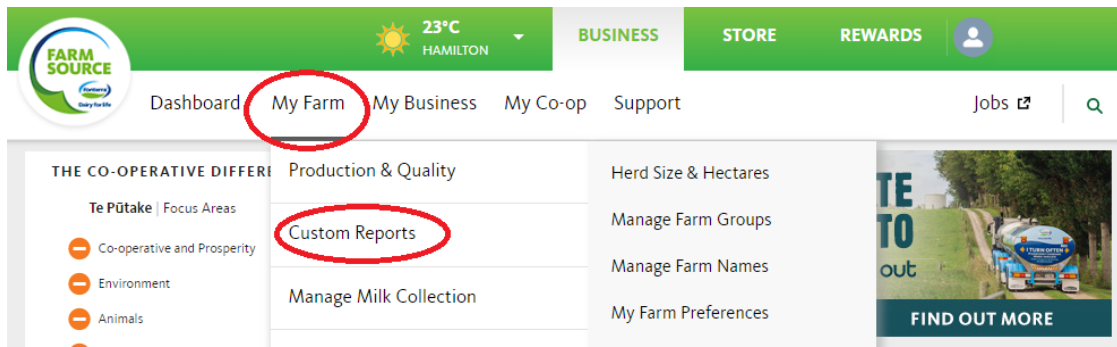 FARM
SOURCE
Fonterra
Dairy for life
23°C
HAMILTON
BUSINESS
STORE
REWARDS
Dashboard
My Farm
My Business
My Co-op
Support
Jobs
THE CO-OPERATIVE DIFFERE
Te Pūtake | Focus Areas
Co-operative and Prosperity
Environment
Animals
Production & Quality
Custom Reports
Manage Milk Collection
Herd Size & Hectares
Manage Farm Groups
Manage Farm Names
My Farm Preferences
TE
TO
out
I TURN OFTEN
FIND OUT MORE